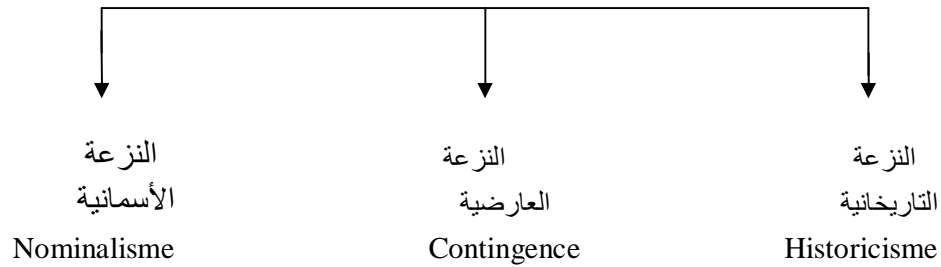 النزعة
التاريخانية
Historicisme
النزعة
العارضية
Contingence
النزعة
الأسمانية
Nominalisme